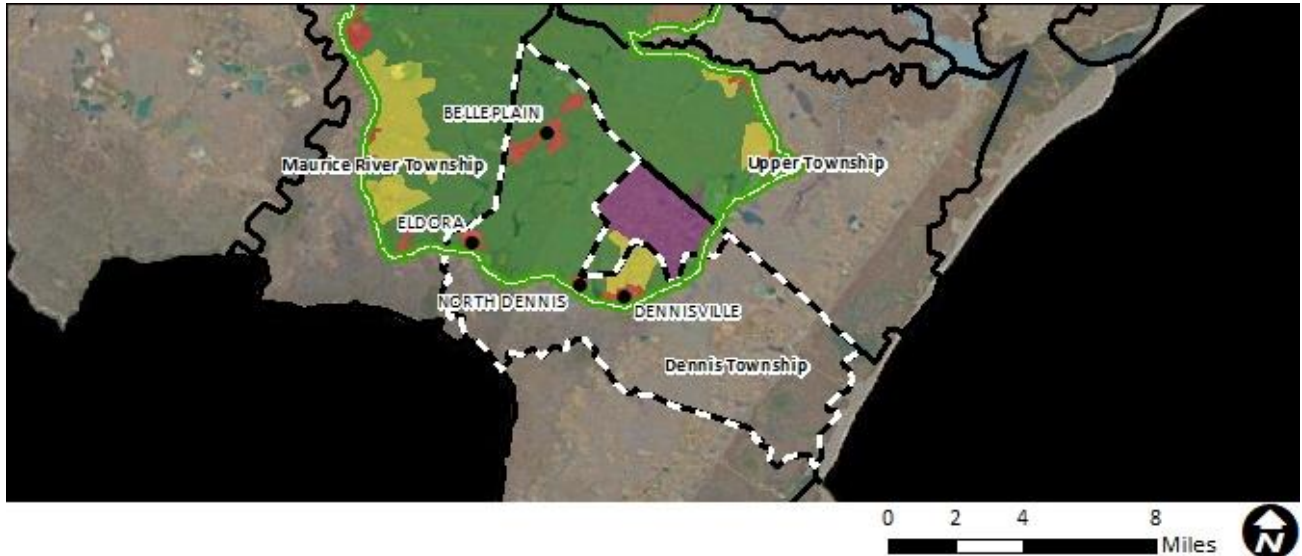 BELLEPLAIN
Maurice River Township
Upper Township
ELDORA
NORTH DENNIS
DENNISVILLE
Dennis Township
0 2 4 8
Miles
N